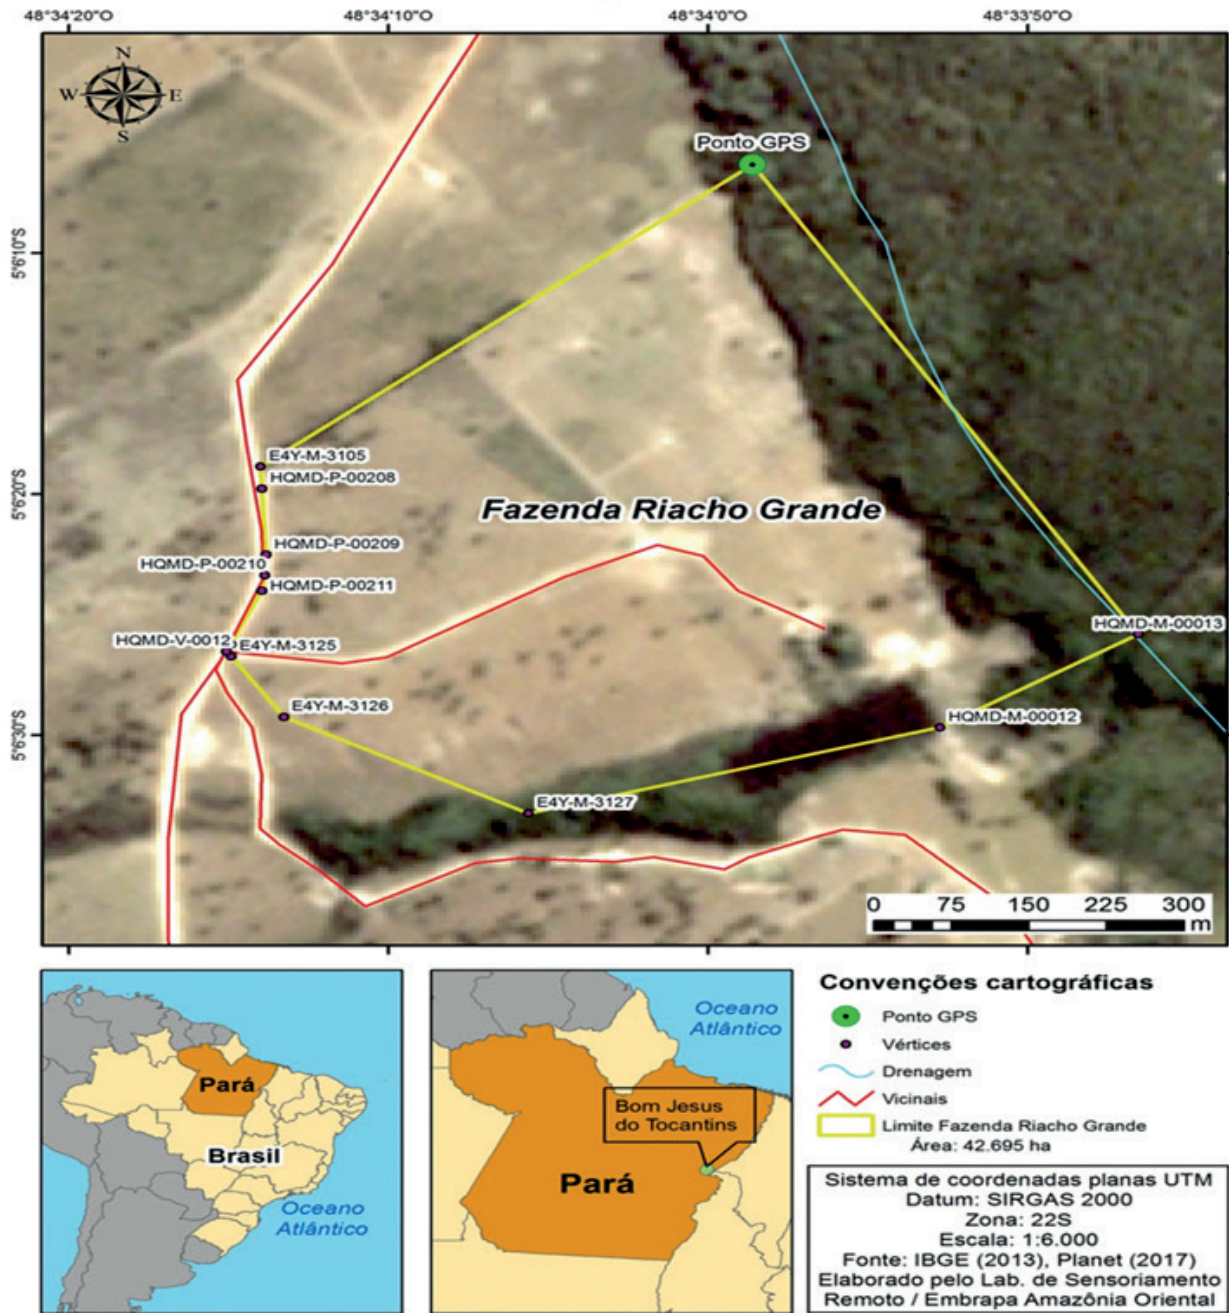 48°34'20"O
48°34'10"O
48°34'0"O
48°33'50"O
N
W
E
S
Ponto GPS
5°6'10"S
E4Y-M-3105
HQMD-P-00208
5°6'20"S
Fazenda Riacho Grande
HQMD-P-00209
HQMD-P-00210
HQMD-P-00211
HQMD-V-0012
E4Y-M-3125
HQMD-M-00013
E4Y-M-3126
HQMD-M-00012
5°6'30"S
E4Y-M-3127
0 75 150 225 300
m
Pará
Brasil
Oceano
Atlântico
Oceano
Atlântico
Bom Jesus
do Tocantins
Pará
Convenções cartográficas
Ponto GPS
Vértices
Drenagem
Vicinais
Limite Fazenda Riacho Grande
Área: 42.695 ha
Sistema de coordenadas planas UTM
Datum: SIRGAS 2000
Zona: 22S
Escala: 1:6.000
Fonte: IBGE (2013), Planet (2017)
Elaborado pelo Lab. de Sensoriamento
Remoto / Embrapa Amazônia Oriental